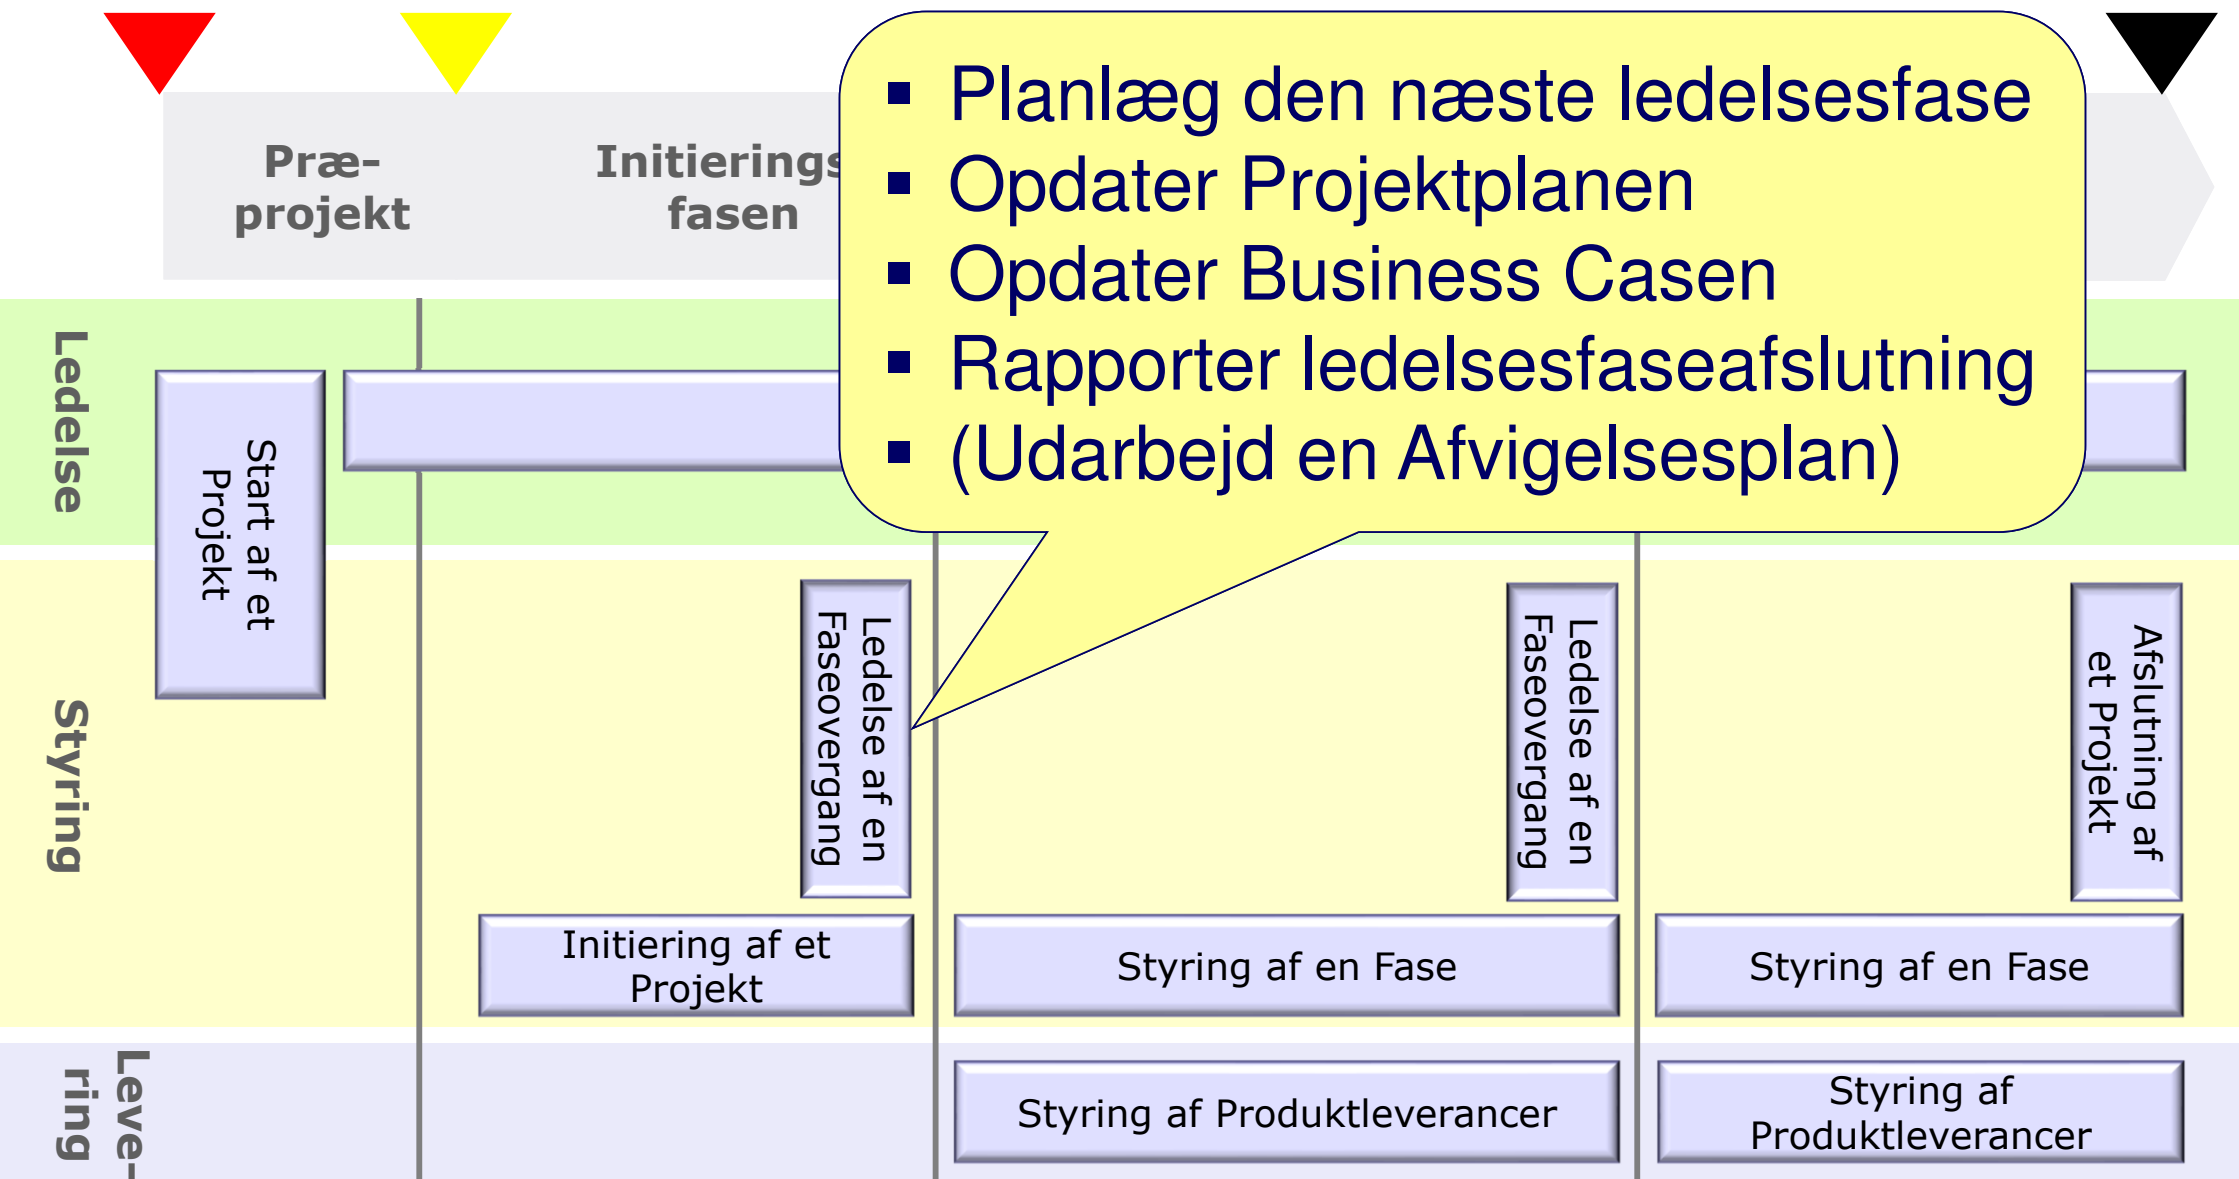 Præ-
projekt
Initierings
fasen
▪ Planlæg den næste ledelsesfase
▪ Opdater Projektplanen
▪ Opdater Business Casen
▪ Rapporter ledelsesfaseafslutning
▪ (Udarbejd en Afvigelsesplan)
Ledelse
Start af et
Projekt
Styring
Ledelse af en
Faseovergang
Ledelse af en
Faseovergang
Afslutning af
et Projekt
Initiering af et
Projekt
Styring af en Fase
Styring af en Fase
Leve-
ring
Styring af Produktleverancer
Styring af
Produktleverancer